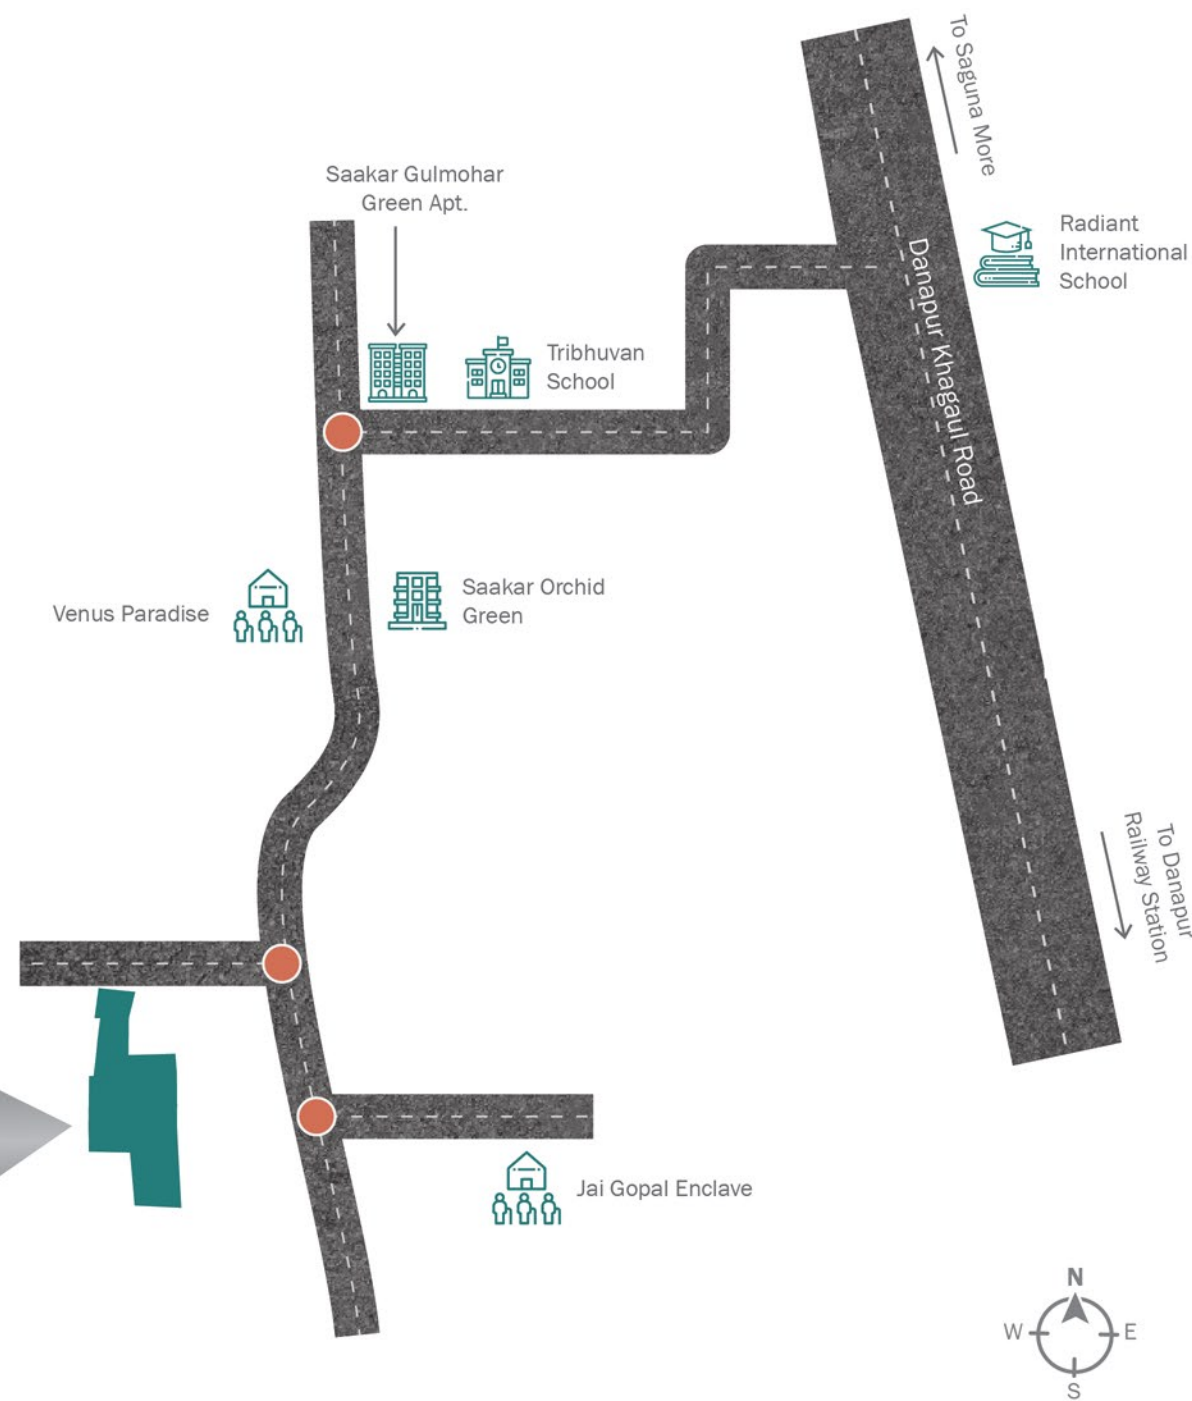 To Saguna More
Saakar Gulmohar
Green Apt.
Radiant
International
School
Danapur Khagaul Road
Tribhuvan
School
Saakar Orchid
Green
Venus Paradise
To Danapur
Railway Station
Jai Gopal Enclave
N
W
E
S